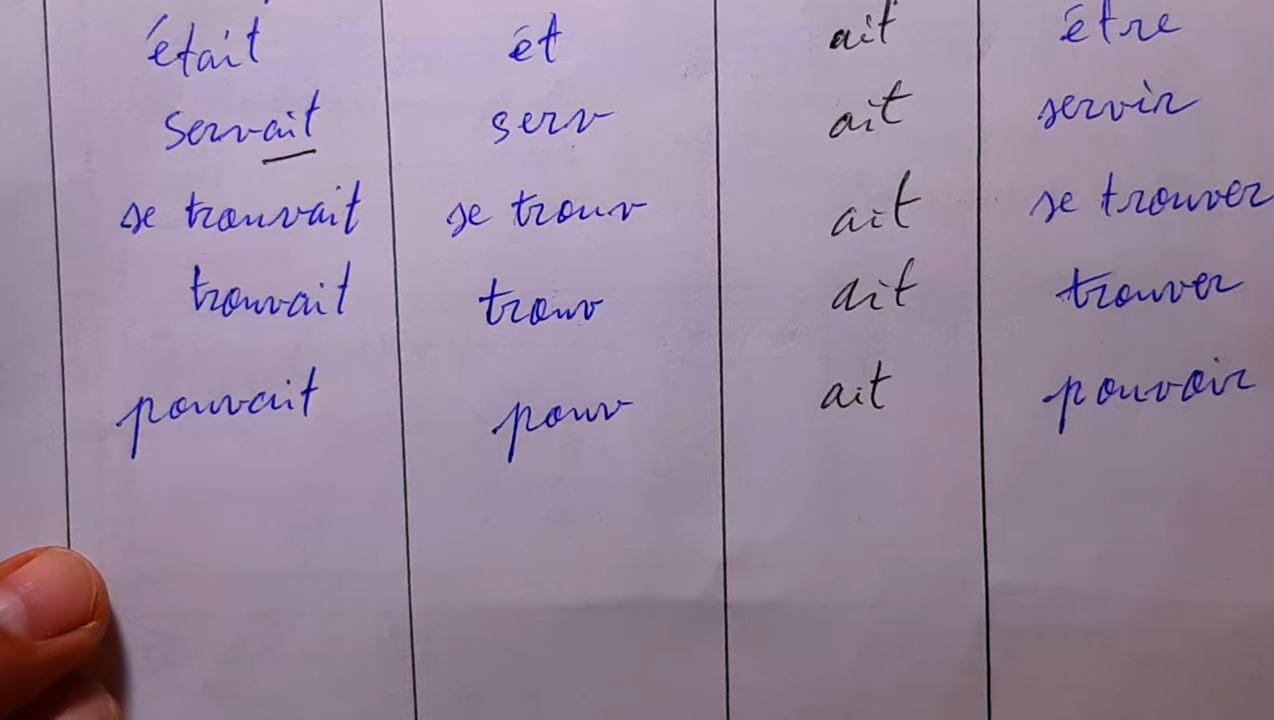 était ét ait être
servait serv ait servir
se trouvait se trouv ait se trouver
trouvait trouv ait trouver
pouvait pouv ait pouvoir